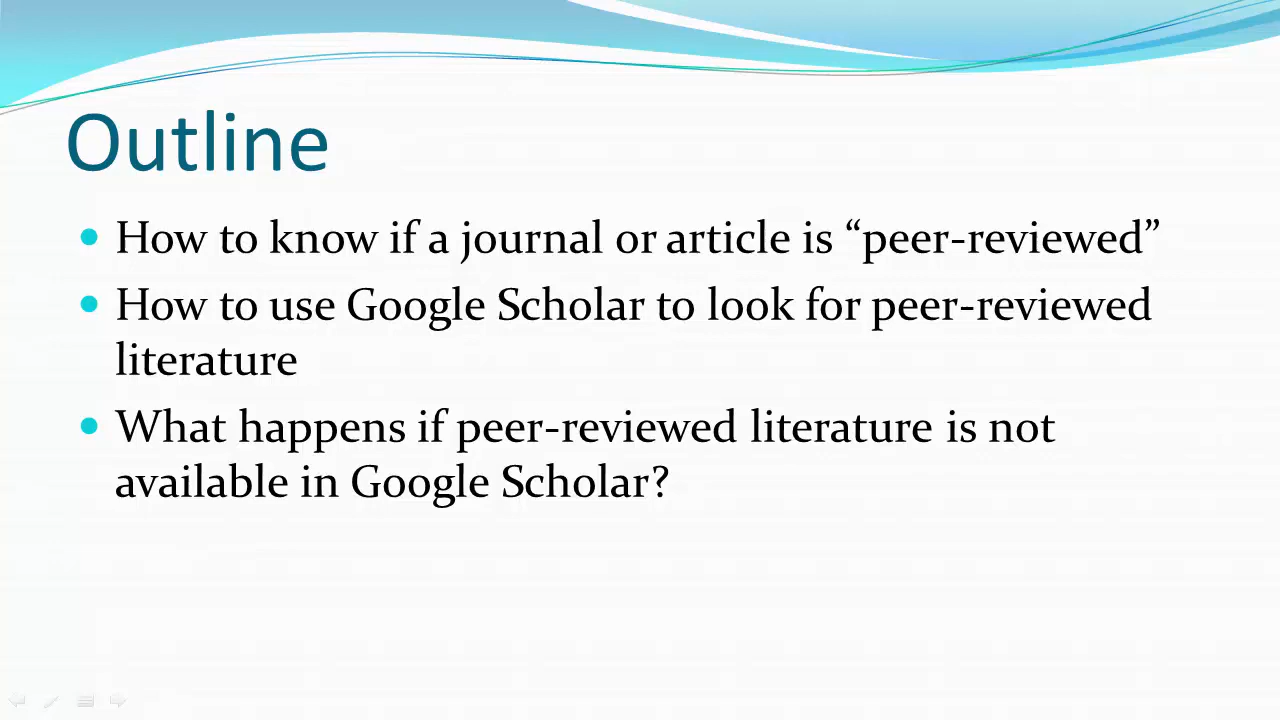 Outline
How to know if a journal or article is “peer-reviewed”
How to use Google Scholar to look for peer-reviewed
literature
What happens if peer-reviewed literature is not
available in Google Scholar?